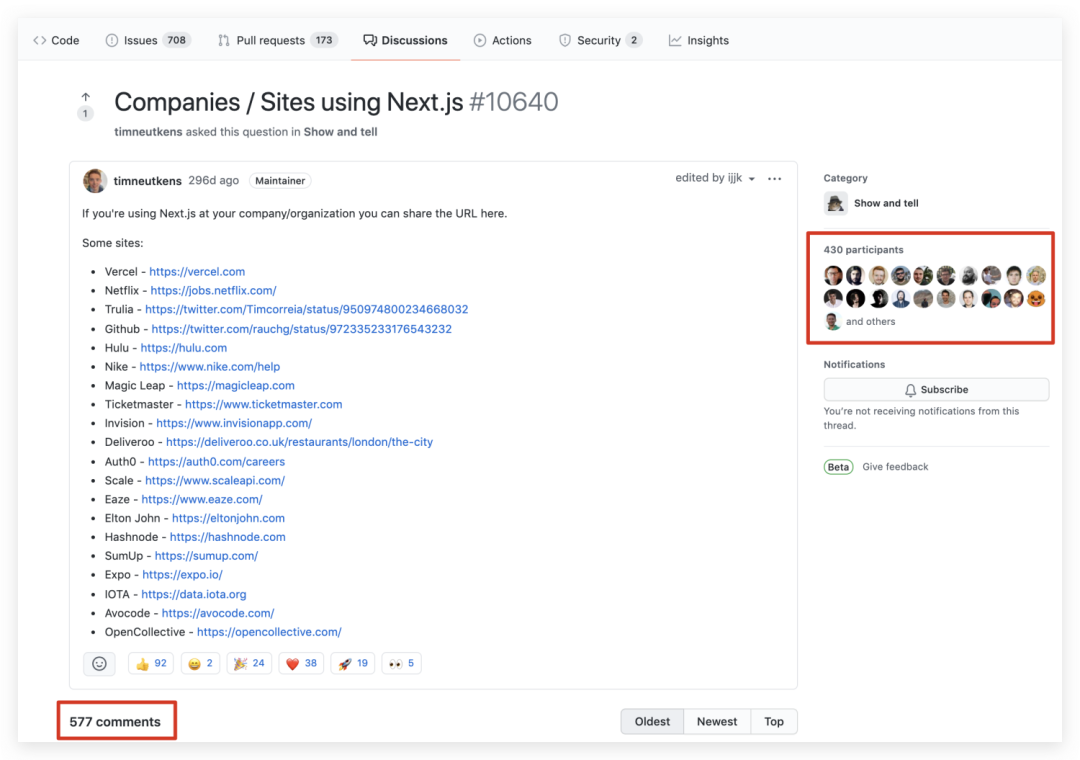 Code Issues 708 Pull requests 173 Discussions Actions Security 2 Insights
1
Companies / Sites using Next.js #10640
timneutkens asked this question in Show and tell
timneutkens 296d ago Maintainer edited by ijjk
If you're using Next.js at your company/organization you can share the URL here.
Some sites:
Vercel - https://vercel.com
Netflix - https://jobs.netflix.com/
Trulia - https://twitter.com/Timcorreia/status/950974800234668032
Github - https://twitter.com/rauchg/status/972335233176543232
Hulu - https://hulu.com
Nike - https://www.nike.com/help
Magic Leap - https://magicleap.com
Ticketmaster - https://www.ticketmaster.com
Invision - https://www.invisionapp.com/
Deliveroo - https://deliveroo.co.uk/restaurants/london/the-city
Auth0 - https://auth0.com/careers
Scale - https://www.scaleapi.com/
Eaze - https://www.eaze.com/
Elton John - https://eltonjohn.com
Hashnode - https://hashnode.com
SumUp - https://sumup.com/
Expo - https://expo.io/
IOTA - https://data.iota.org
Avocode - https://avocode.com/
OpenCollective - https://opencollective.com/
👍 92 😄 2 🎉 24 ❤️ 38 🚀 19 👀 5
577 comments
Oldest Newest Top
Category
Show and tell
430 participants
and others
Notifications
Subscribe
You're not receiving notifications from this
thread.
Beta Give feedback